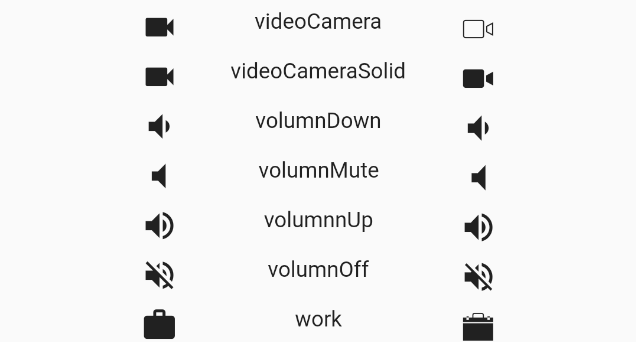 videoCamera
videoCameraSolid
volumnDown
volumnMute
volumnnUp
volumnOff
work